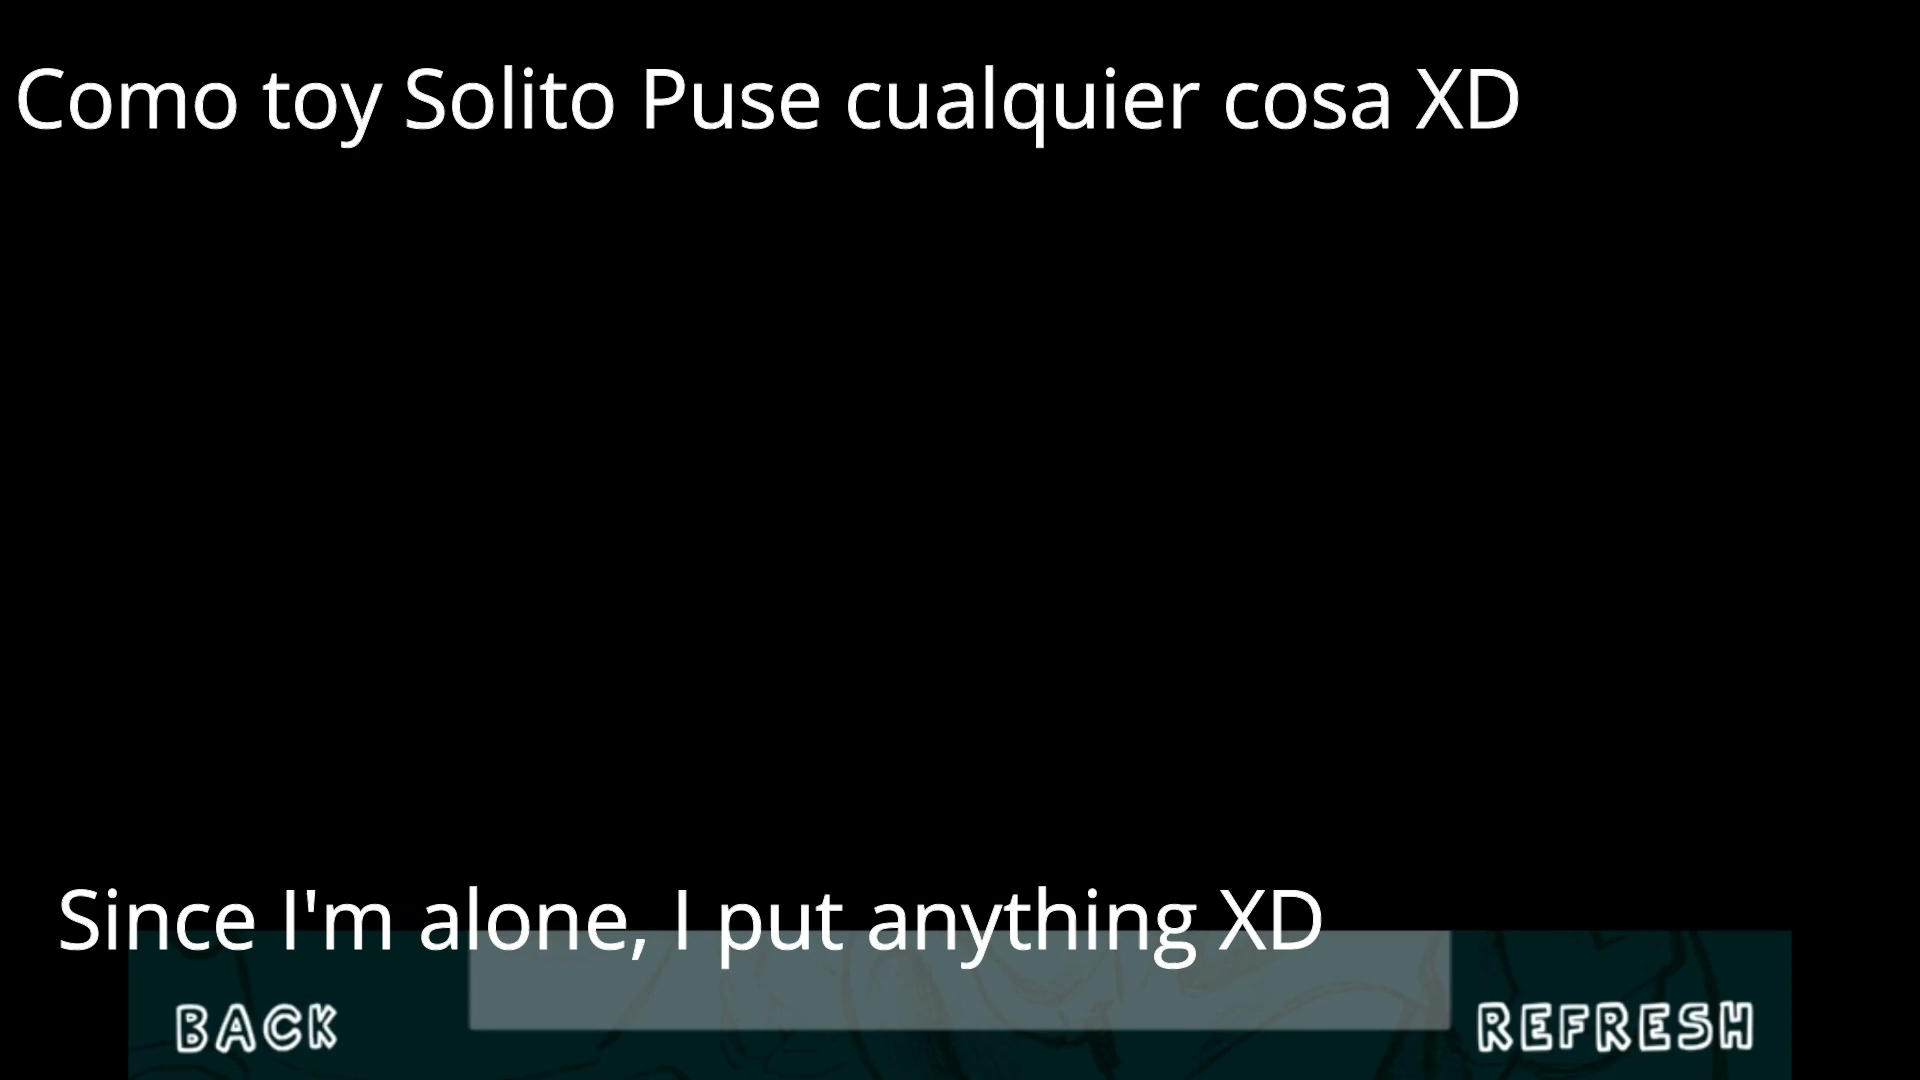 Como toy Solito Puse cualquier cosa XD
Since I'm alone, I put anything XD
BACK
REFRESH